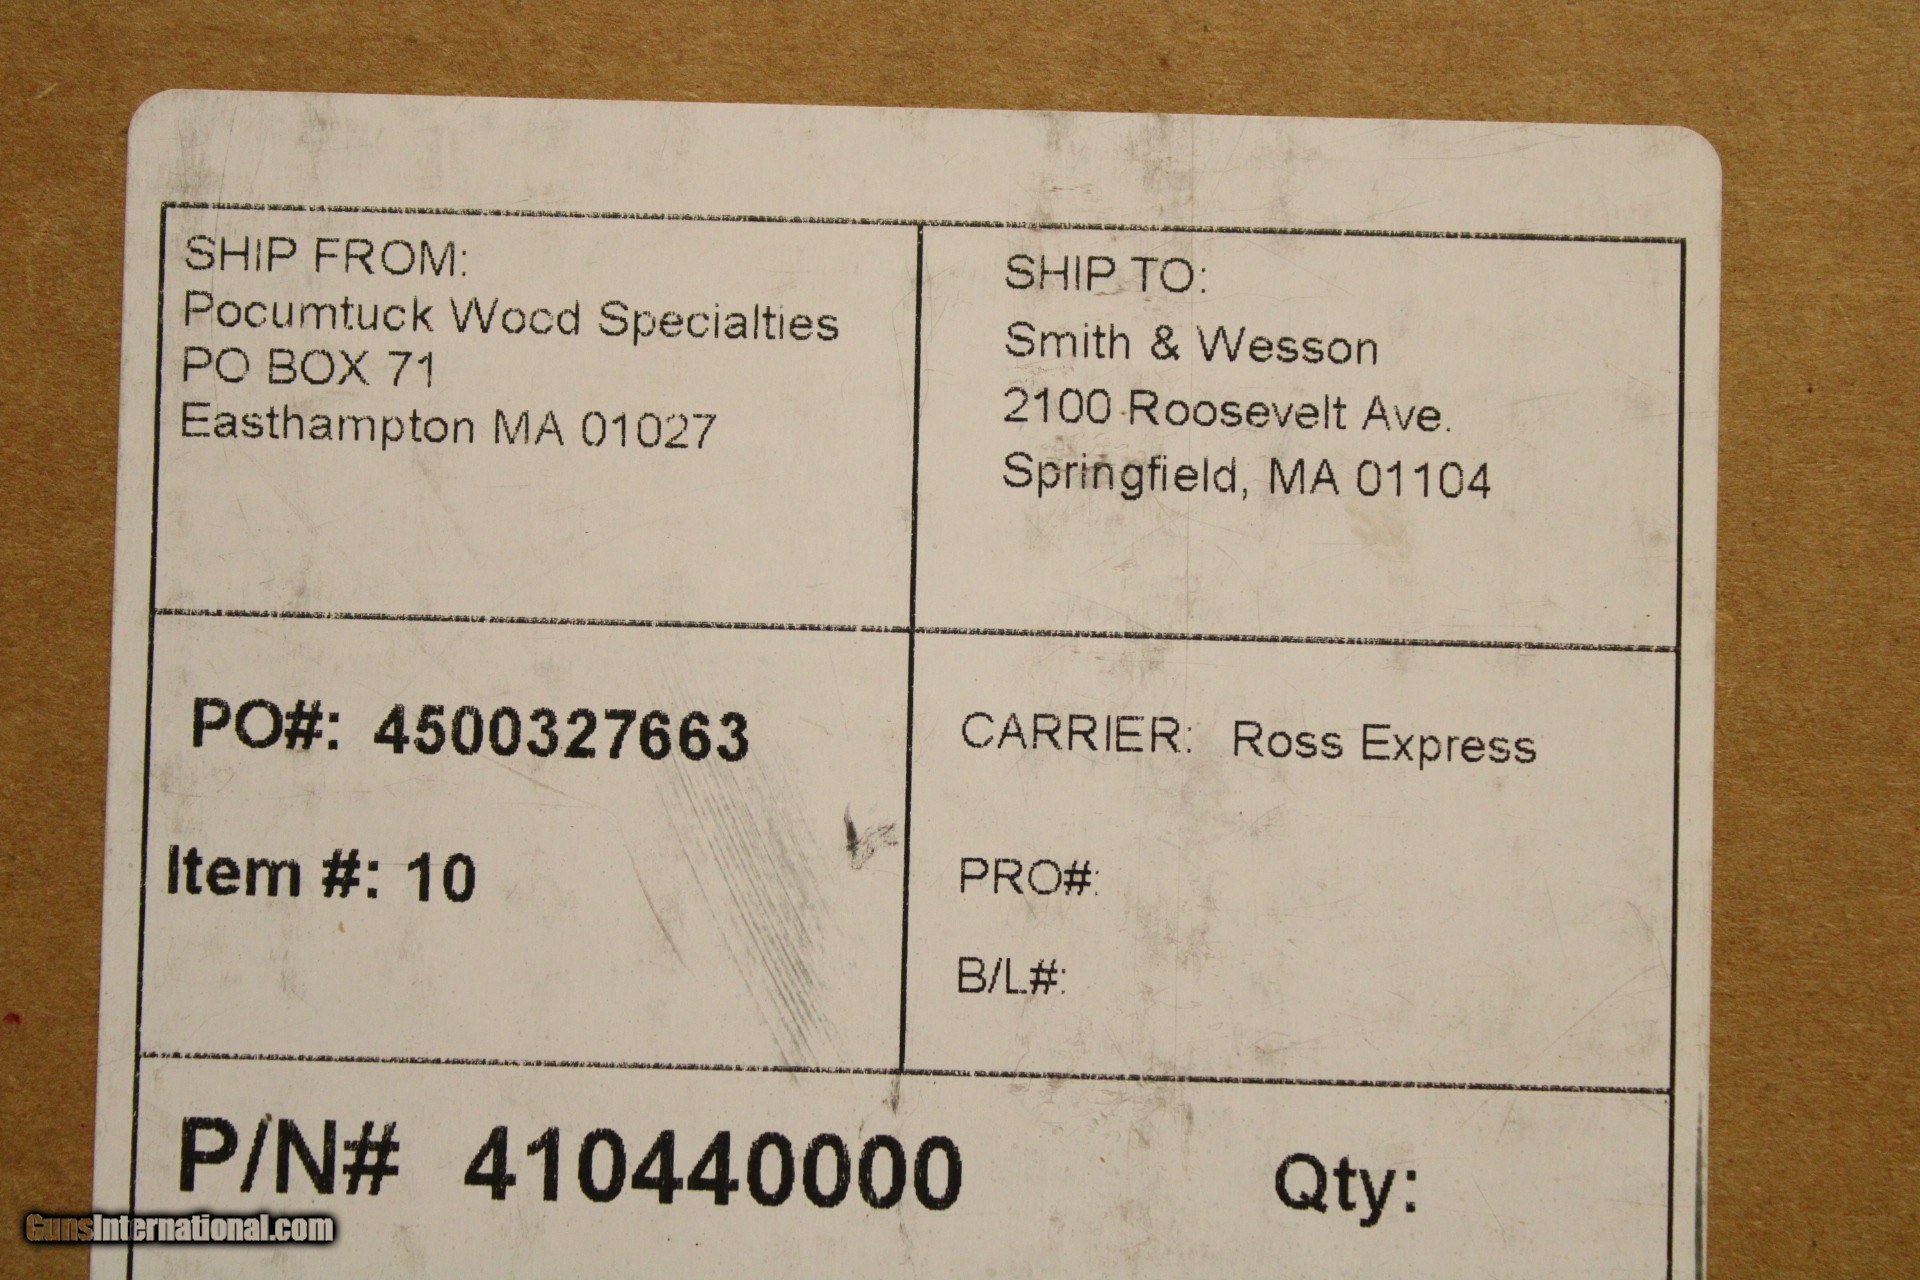 SHIP FROM:
Pocumtuck Wood Specialties
PO BOX 71
Easthampton MA 01027
SHIP TO:
Smith & Wesson
2100 Roosevelt Ave.
Springfield, MA 01104
PO#: 4500327663
Item #: 10
CARRIER: Ross Express
PRO#:
B/L#:
P/N# 410440000
Qty:
GunsInternational.com